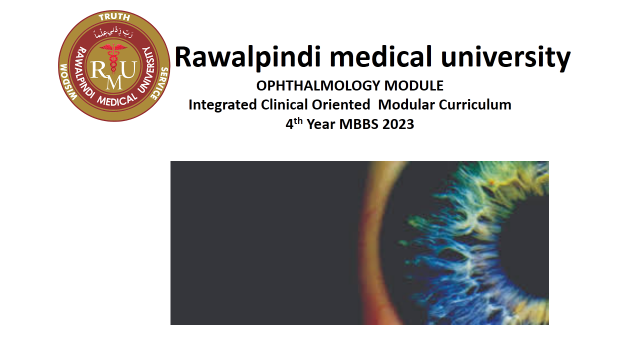 TRUTH
رَبِّ زِدْنِي عِلْمًا
WISDOM
SERVICE
RMU
RAWALPINDI MEDICAL UNIVERSITY
Rawalpindi medical university
OPHTHALMOLOGY MODULE
Integrated Clinical Oriented Modular Curriculum
4th Year MBBS 2023